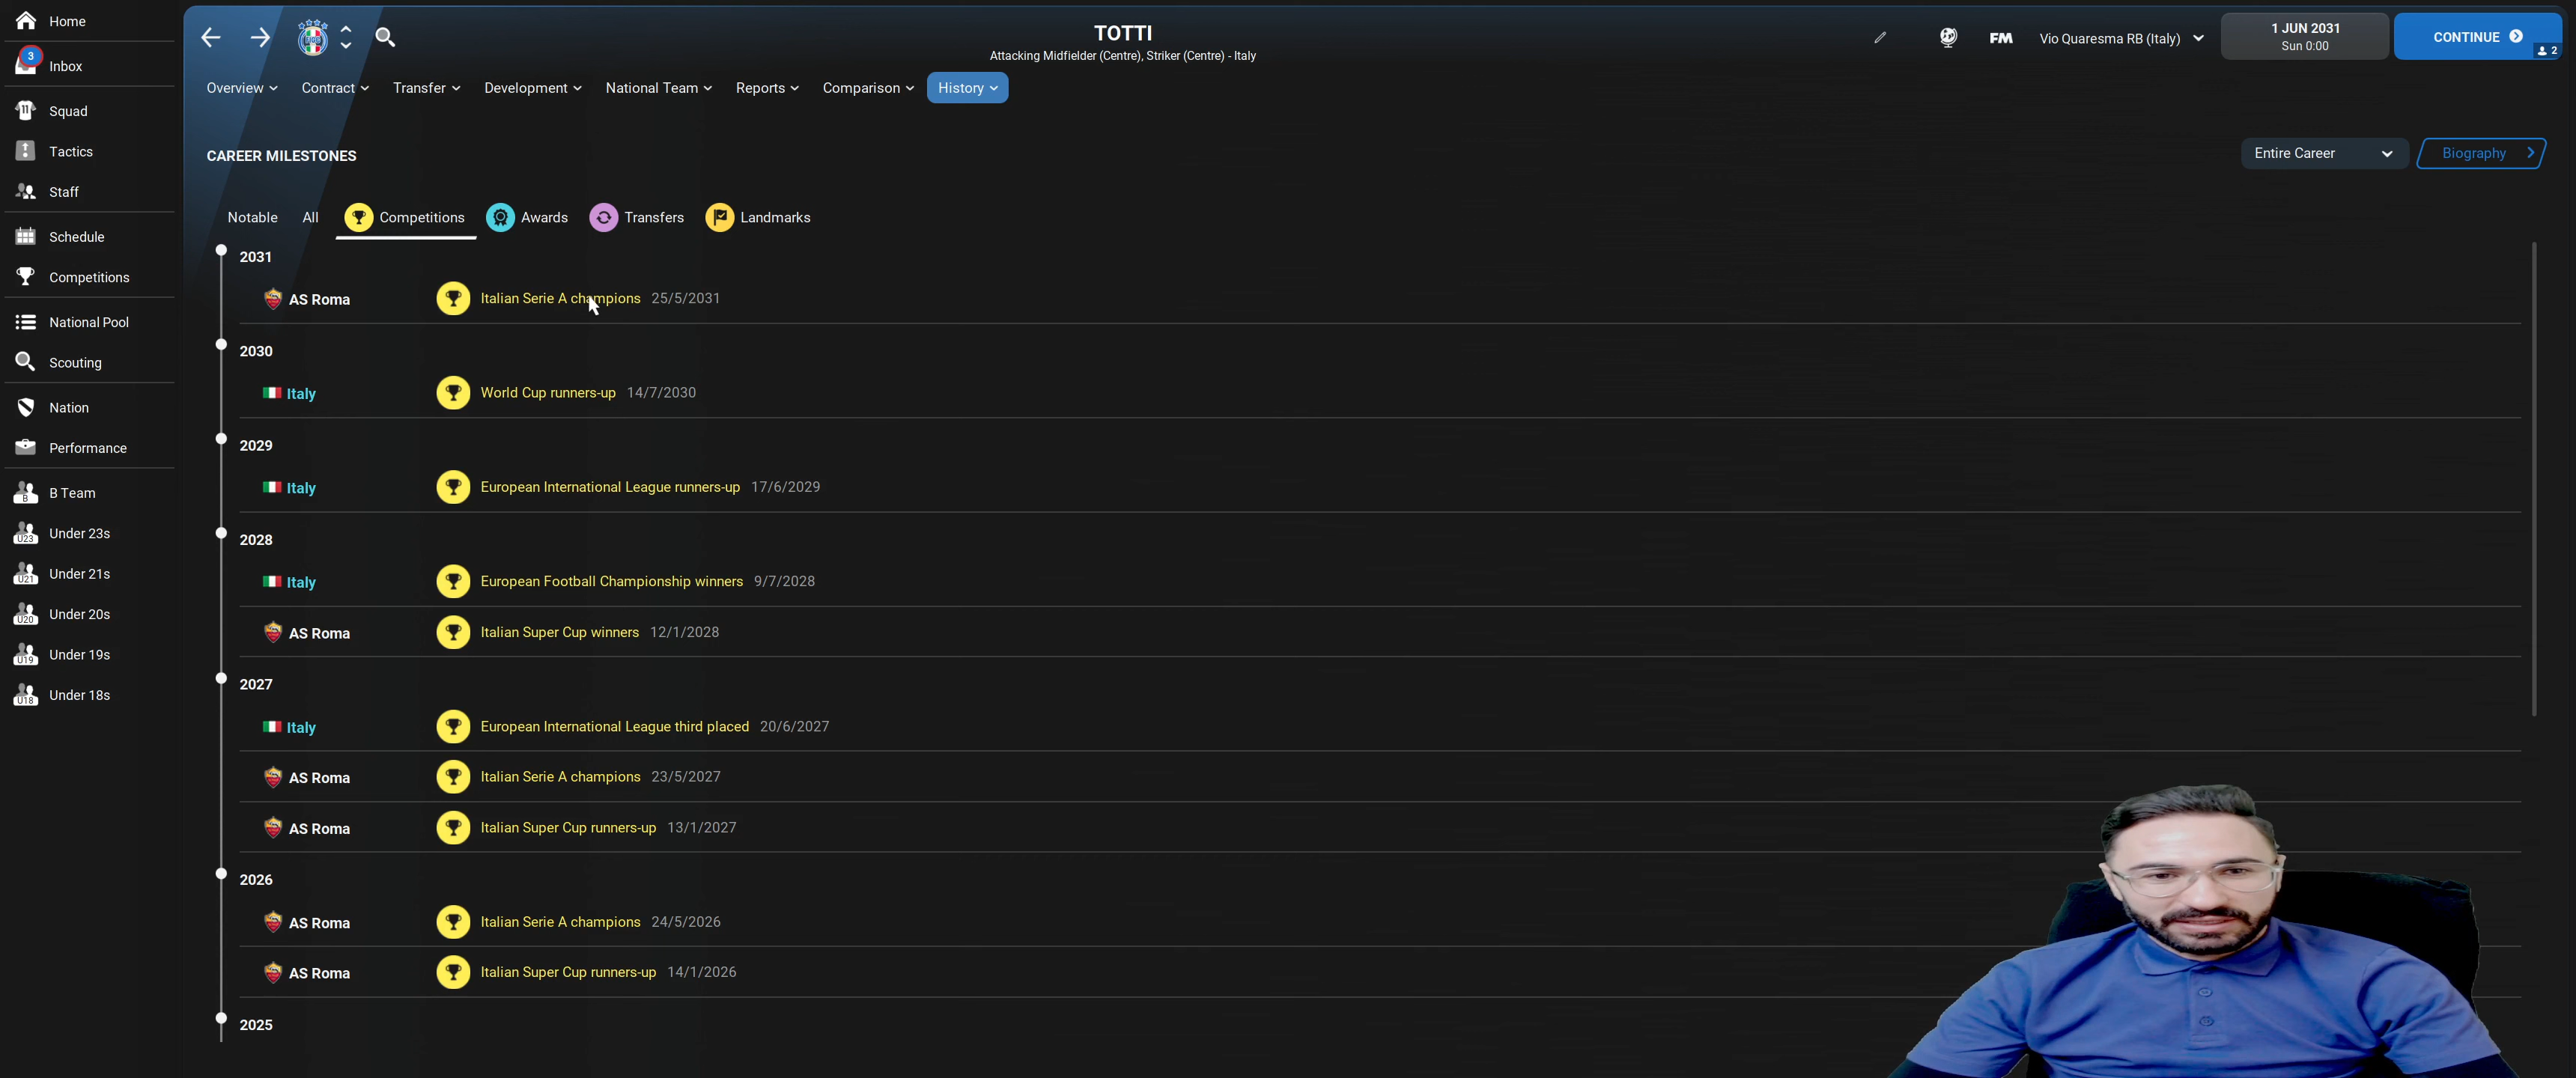 Home
3
Inbox
Squad
Tactics
Staff
Schedule
Competitions
National Pool
Scouting
Nation
Performance
B
B Team
U23
Under 23s
U21
Under 21s
U20
Under 20s
U19
Under 19s
U18
Under 18s
TOTTI
Attacking Midfielder (Centre), Striker (Centre) - Italy
FM
Vio Quaresma RB (Italy)
1 JUN 2031
Sun 0:00
CONTINUE
2
Overview
Contract
Transfer
Development
National Team
Reports
Comparison
History
CAREER MILESTONES
Entire Career
Biography
Notable
All
Competitions
Awards
Transfers
Landmarks
2031
AS Roma
Italian Serie A champions 25/5/2031
2030
Italy
World Cup runners-up 14/7/2030
2029
Italy
European International League runners-up 17/6/2029
2028
Italy
European Football Championship winners 9/7/2028
AS Roma
Italian Super Cup winners 12/1/2028
2027
Italy
European International League third placed 20/6/2027
AS Roma
Italian Serie A champions 23/5/2027
AS Roma
Italian Super Cup runners-up 13/1/2027
2026
AS Roma
Italian Serie A champions 24/5/2026
AS Roma
Italian Super Cup runners-up 14/1/2026
2025